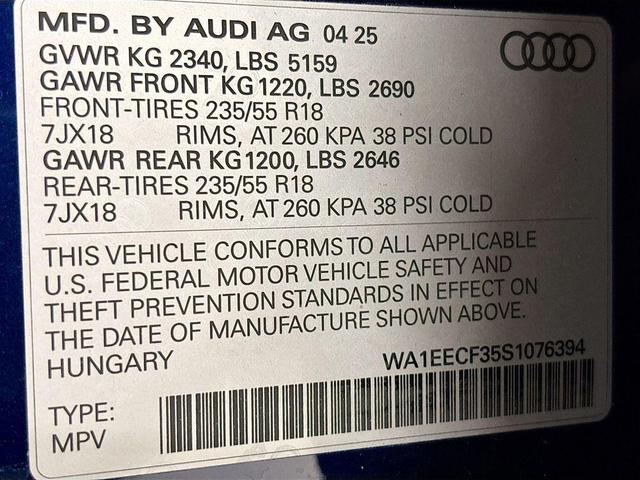 MFD. BY AUDI AG 04 25
GVWR KG 2340, LBS 5159
GAWR FRONT KG 1220, LBS 2690
FRONT-TIRES 235/55 R18
7JX18 RIMS, AT 260 KPA 38 PSI COLD
GAWR REAR KG 1200, LBS 2646
REAR-TIRES 235/55 R18
7JX18 RIMS, AT 260 KPA 38 PSI COLD
THIS VEHICLE CONFORMS TO ALL APPLICABLE
U.S. FEDERAL MOTOR VEHICLE SAFETY AND
THEFT PREVENTION STANDARDS IN EFFECT ON
THE DATE OF MANUFACTURE SHOWN ABOVE.
HUNGARY WA1EECF35S1076394
TYPE:
MPV